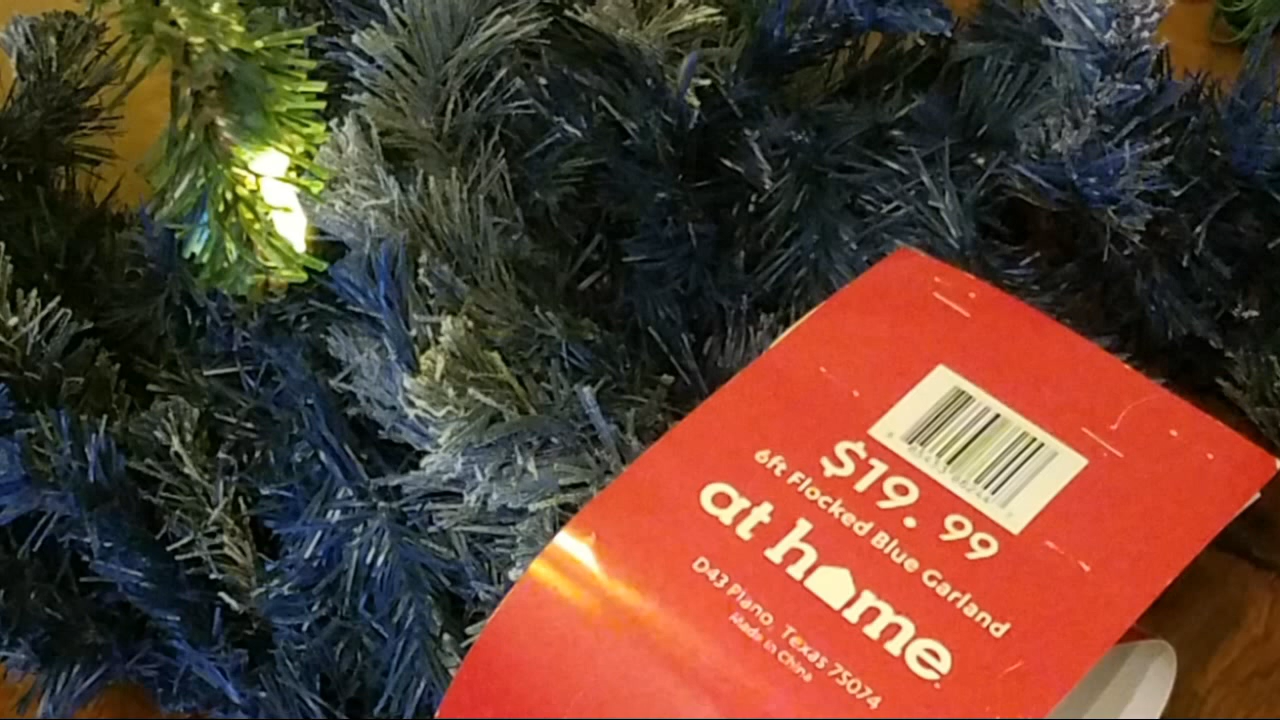 $19.99
6ft Flocked Blue Garland
at home
D43 Plano, Texas 75074
Made in China